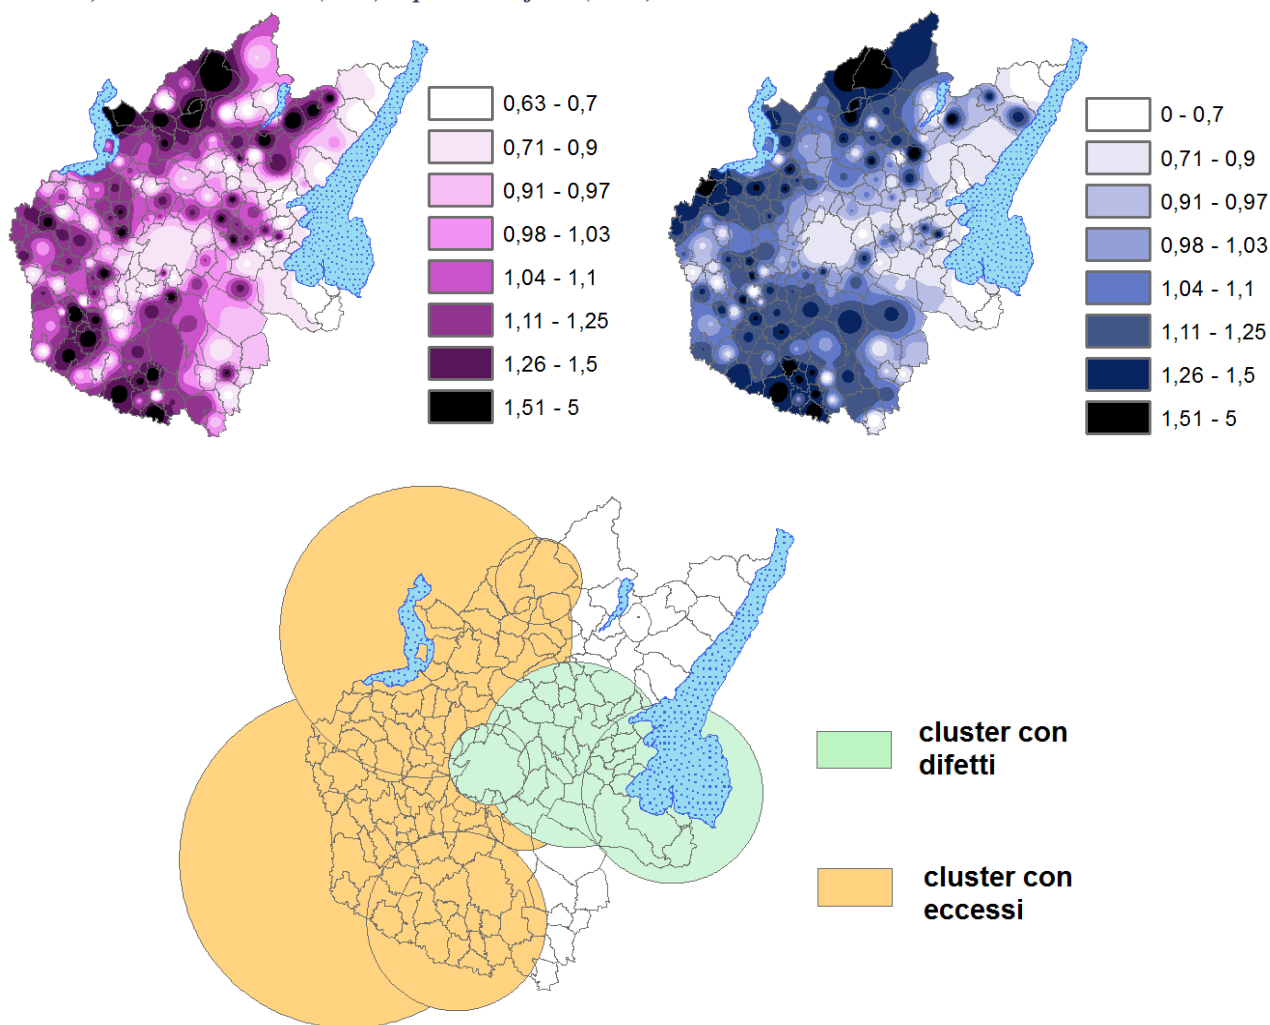 0,63 - 0,7
0,71 - 0,9
0,91 - 0,97
0,98 - 1,03
1,04 - 1,1
1,11 - 1,25
1,26 - 1,5
1,51 - 5
0 - 0,7
0,71 - 0,9
0,91 - 0,97
0,98 - 1,03
1,04 - 1,1
1,11 - 1,25
1,26 - 1,5
1,51 - 5
cluster con
difetti
cluster con
eccessi